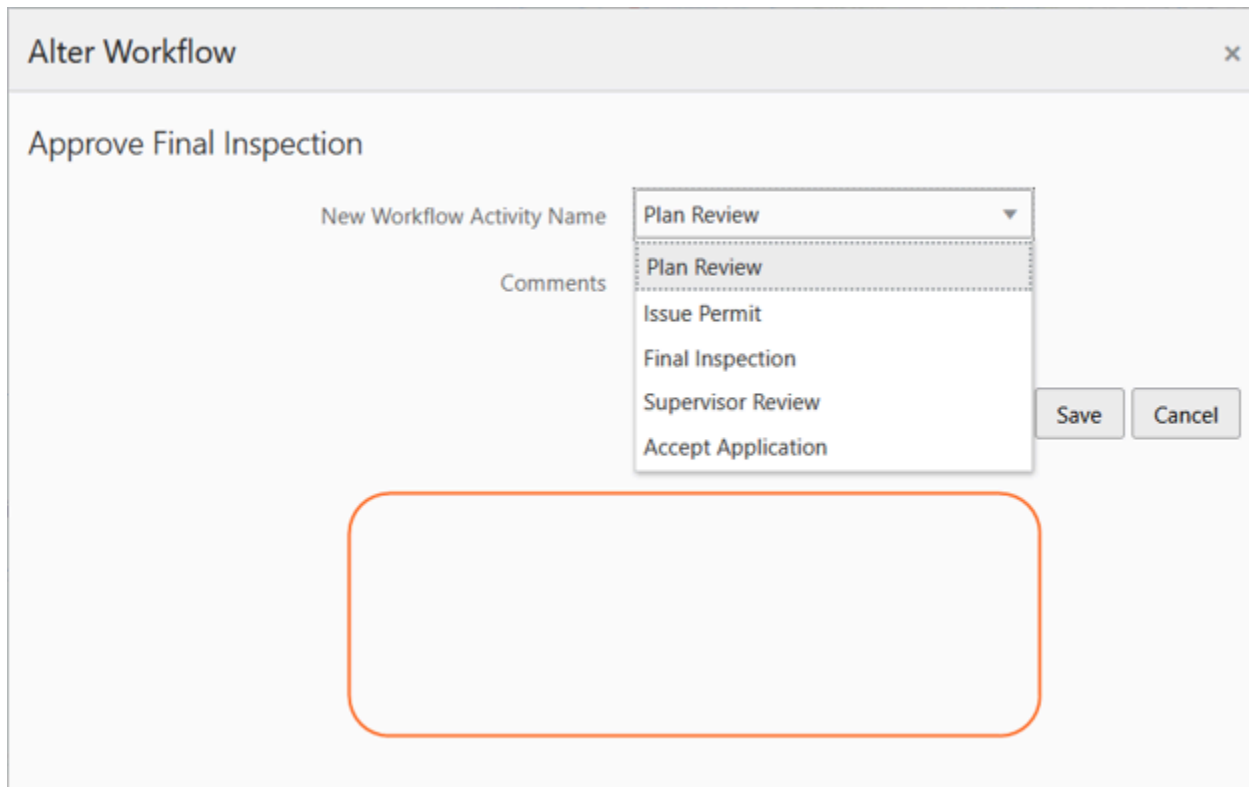 Alter Workflow
×
Approve Final Inspection
New Workflow Activity Name Plan Review
Plan Review
Comments
Issue Permit
Final Inspection
Supervisor Review
Accept Application
Save Cancel